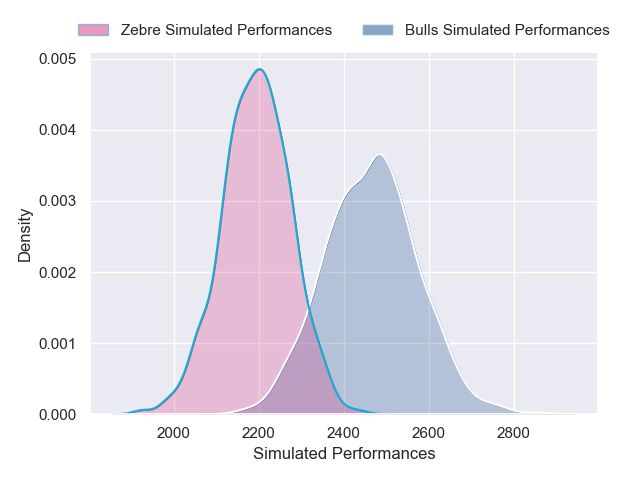 Zebre Simulated Performances Bulls Simulated Performances
0.005
0.004
0.003
0.002
0.001
0.000
Density
2000 2200 2400 2600 2800
Simulated Performances